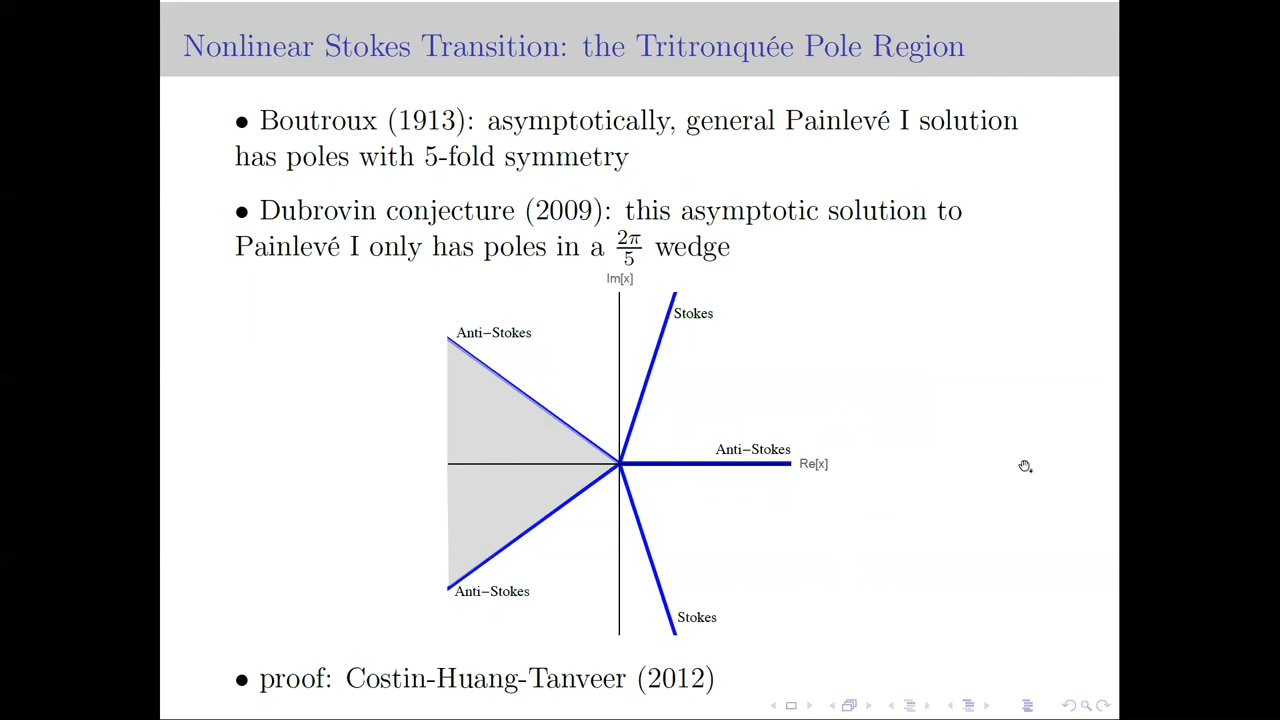 Nonlinear Stokes Transition: the Tritronquée Pole Region
• Boutroux (1913): asymptotically, general Painlevé I solution
has poles with 5-fold symmetry
• Dubrovin conjecture (2009): this asymptotic solution to
Painlevé I only has poles in a 2π/5 wedge
Im[x]
Stokes
Anti−Stokes
Anti−Stokes
Re[x]
Anti−Stokes
Stokes
• proof: Costin-Huang-Tanveer (2012)